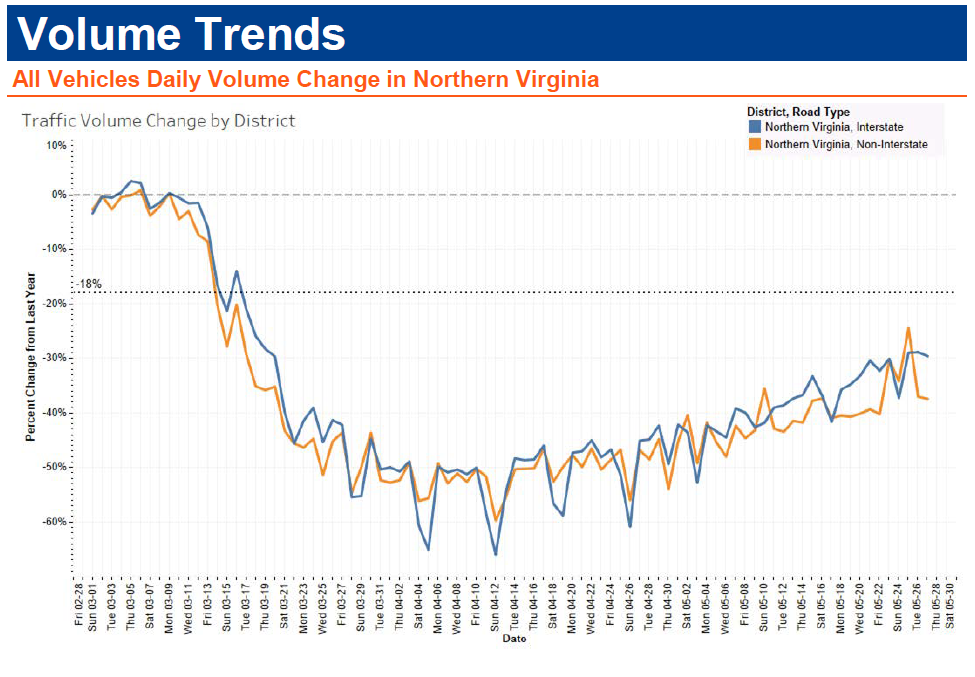 Volume Trends
All Vehicles Daily Volume Change in Northern Virginia
Traffic Volume Change by District
District, Road Type
Northern Virginia, Interstate
Northern Virginia, Non-Interstate
10%
0%
-10%
-18%
-20%
-30%
-40%
-50%
-60%
Percent Change from Last Year
Fri 02-28
Sun 03-01
Tue 03-03
Thu 03-05
Sat 03-07
Mon 03-09
Wed 03-11
Fri 03-13
Sun 03-15
Tue 03-17
Thu 03-19
Sat 03-21
Mon 03-23
Wed 03-25
Fri 03-27
Sun 03-29
Tue 03-31
Thu 04-02
Sat 04-04
Mon 04-06
Wed 04-08
Fri 04-10
Sun 04-12
Tue 04-14
Thu 04-16
Sat 04-18
Mon 04-20
Wed 04-22
Fri 04-24
Sun 04-26
Tue 04-28
Thu 04-30
Sat 05-02
Mon 05-04
Wed 05-06
Fri 05-08
Sun 05-10
Tue 05-12
Thu 05-14
Sat 05-16
Mon 05-18
Wed 05-20
Fri 05-22
Sun 05-24
Tue 05-26
Thu 05-28
Sat 05-30
Date